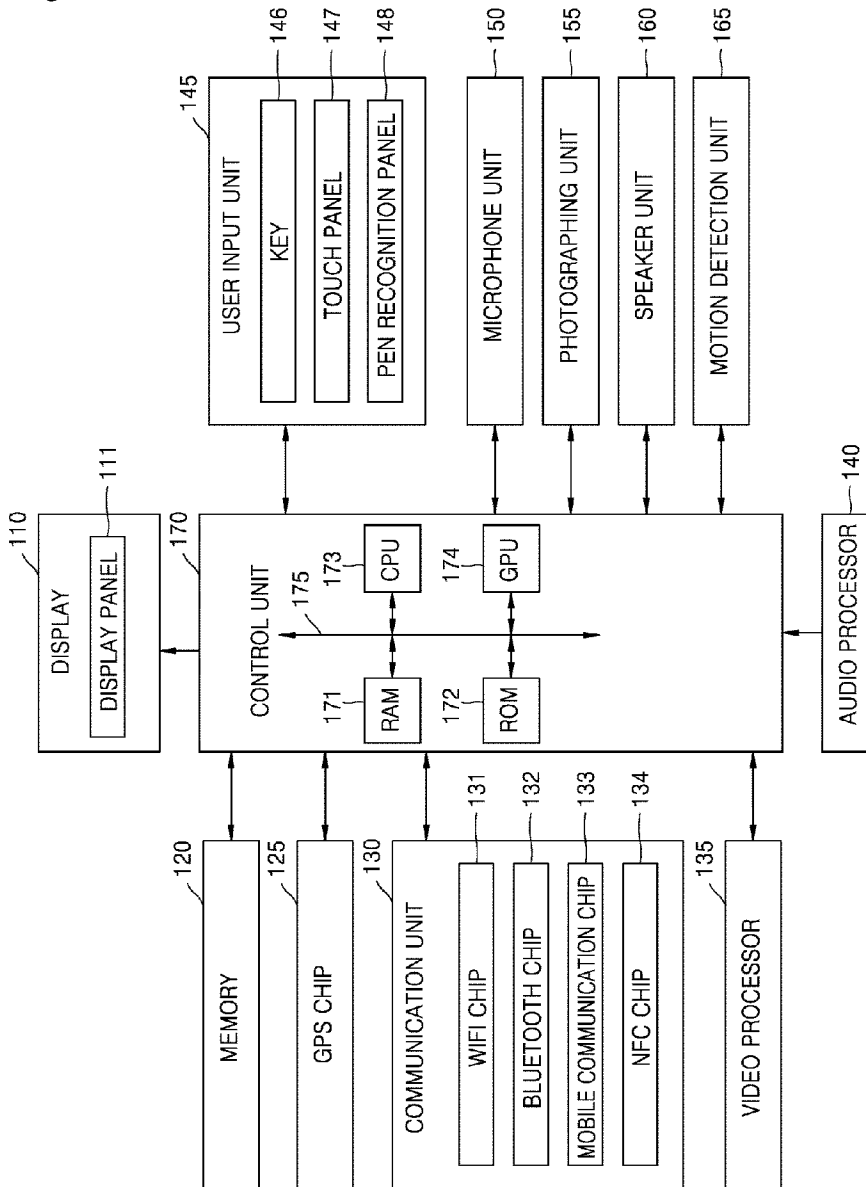 135
VIDEO PROCESSOR
130
COMMUNICATION UNIT
WIFI CHIP
131
BLUETOOTH CHIP
132
MOBILE COMMUNICATION CHIP
133
NFC CHIP
134
125
GPS CHIP
120
MEMORY
140
AUDIO PROCESSOR
170
CONTROL UNIT
171
RAM
172
ROM
175
173
CPU
174
GPU
110
DISPLAY
111
DISPLAY PANEL
145
USER INPUT UNIT
KEY
146
TOUCH PANEL
147
PEN RECOGNITION PANEL
148
MICROPHONE UNIT
150
PHOTOGRAPHING UNIT
155
SPEAKER UNIT
160
MOTION DETECTION UNIT
165